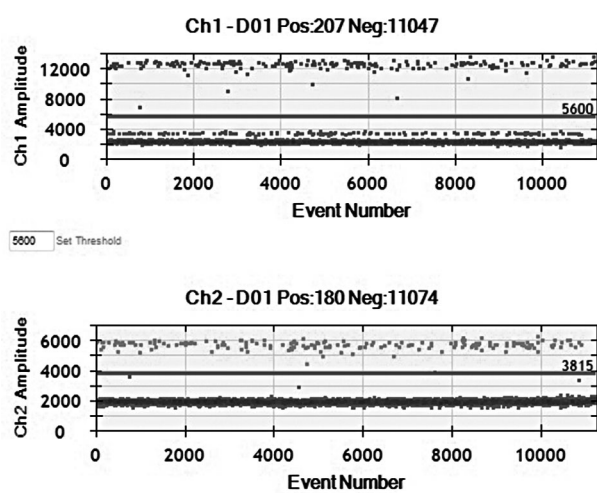 Ch1 - D01 Pos:207 Neg:11047
Ch1 Amplitude
12000
8000
4000
0
5600
0 2000 4000 6000 8000 10000
Event Number
5600 Set Threshold
Ch2 - D01 Pos:180 Neg:11074
Ch2 Amplitude
6000
4000
2000
0
3815
0 2000 4000 6000 8000 10000
Event Number